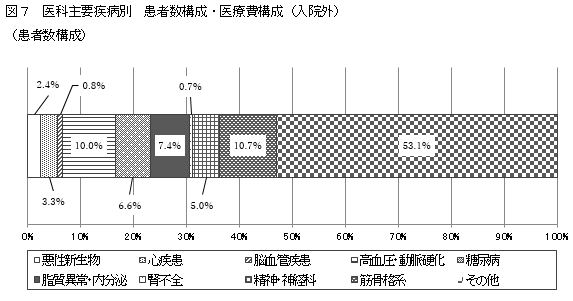 図７　医科主要疾病別　患者数構成・医療費構成（入院外）
（患者数構成）
2.4%
0.8%
0.7%
10.0%
7.4%
10.7%
53.1%
3.3%
6.6%
5.0%
0% 10% 20% 30% 40% 50% 60% 70% 80% 90% 100%
悪性新生物 心疾患 脳血管疾患 高血圧・動脈硬化 糖尿病
脂質異常・内分泌 腎不全 精神・神経科 筋骨格系 その他